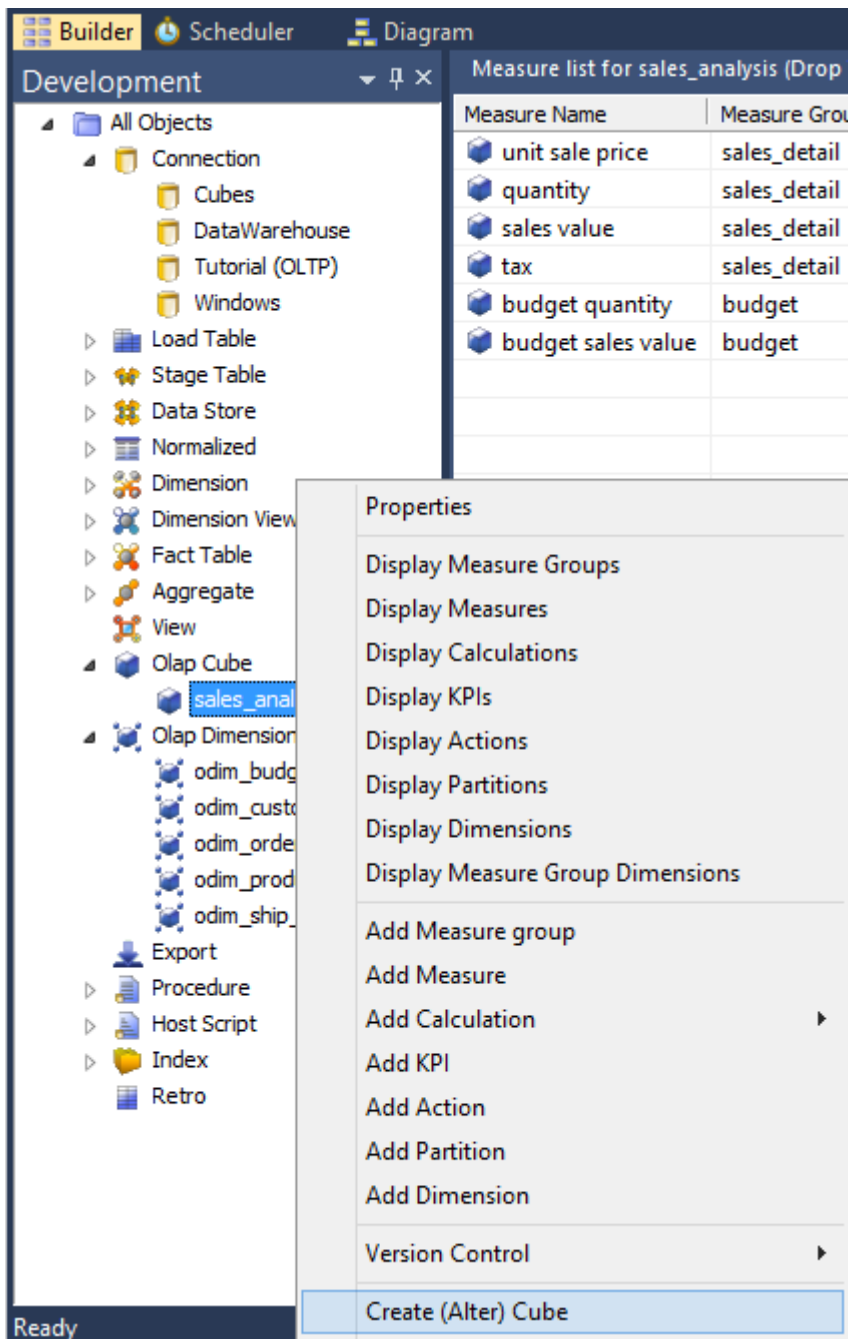 Builder Scheduler Diagram
Development
All Objects
Connection
Cubes
DataWarehouse
Tutorial (OLTP)
Windows
Load Table
Stage Table
Data Store
Normalized
Dimension
Dimension View
Fact Table
Aggregate
View
Olap Cube
sales_anal
Olap Dimension
odim_budg
odim_custo
odim_orde
odim_prod
odim_ship_
Export
Procedure
Host Script
Index
Retro
Ready
Measure list for sales_analysis (Drop
Measure Name Measure Grou
unit sale price sales_detail
quantity sales_detail
sales value sales_detail
tax sales_detail
budget quantity budget
budget sales value budget
Properties
Display Measure Groups
Display Measures
Display Calculations
Display KPIs
Display Actions
Display Partitions
Display Dimensions
Display Measure Group Dimensions
Add Measure group
Add Measure
Add Calculation
Add KPI
Add Action
Add Partition
Add Dimension
Version Control
Create (Alter) Cube